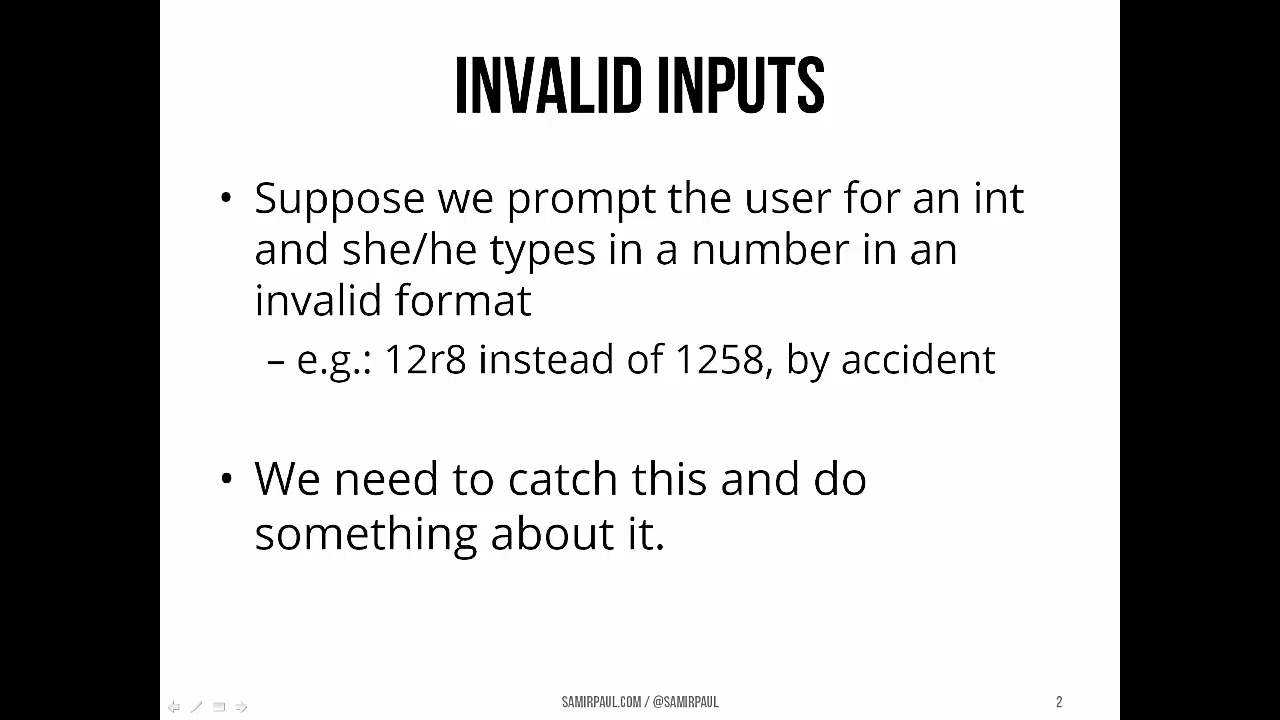 INVALID INPUTS
• Suppose we prompt the user for an int
and she/he types in a number in an
invalid format
– e.g.: 12r8 instead of 1258, by accident
• We need to catch this and do
something about it.
SAMIRPAUL.COM / @SAMIRPAUL
2